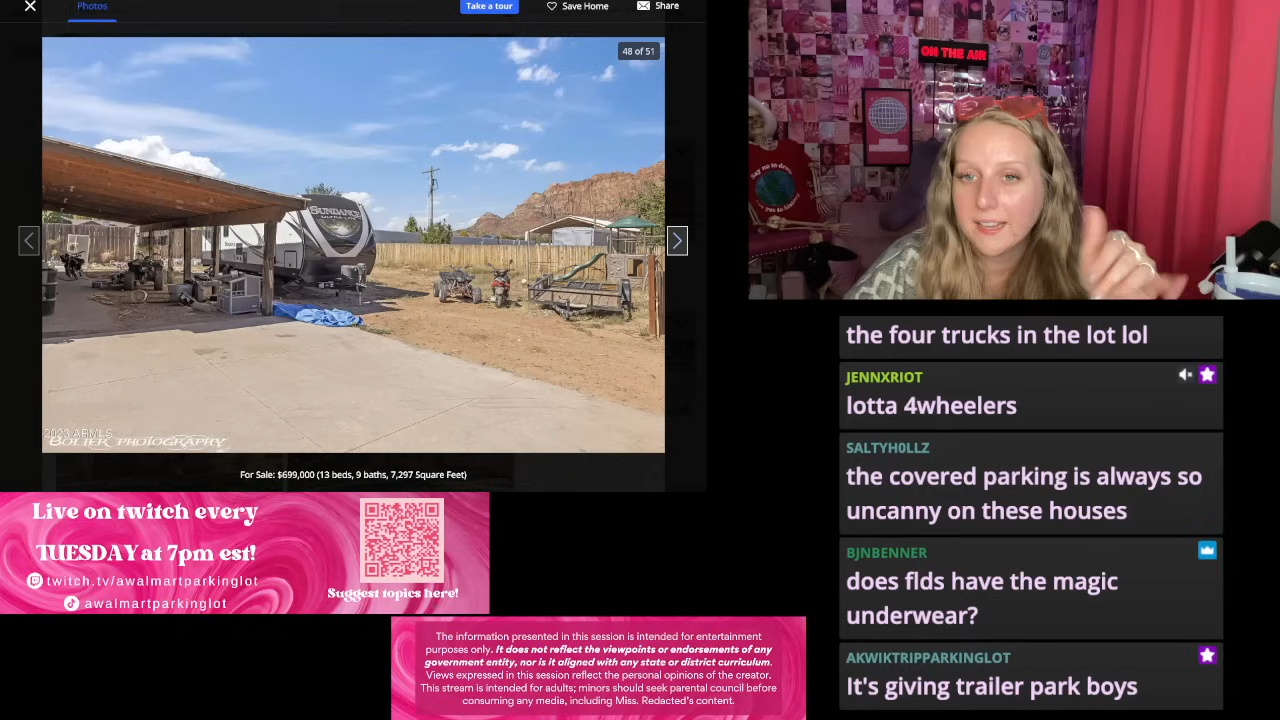 Photos
Take a tour
Save Home
Share
48 of 51
SUNDANCE
2023 ARMLS
BOLIER PHOTOGRAPHY
For Sale: $699,000 (13 beds, 9 baths, 7,297 Square Feet)
ON THE AIR
the four trucks in the lot lol
JENNXRIOT
lotta 4wheelers
SALTYH0LLZ
the covered parking is always so
uncanny on these houses
BJNBENNER
does flds have the magic
underwear?
AKWIKTRIPPARKINGLOT
It's giving trailer park boys
Live on twitch every
TUESDAY at 7pm est!
twitch.tv/awalmartparkinglot
awalmartparkinglot
Suggest topics here!
The information presented in this session is intended for entertainment
purposes only. It does not reflect the viewpoints or endorsements of any
government entity, nor is it aligned with any state or district curriculum.
Views expressed in this session reflect the personal opinions of the creator.
This stream is intended for adults; minors should seek parental council before
consuming any media, including Miss. Redacted's content.